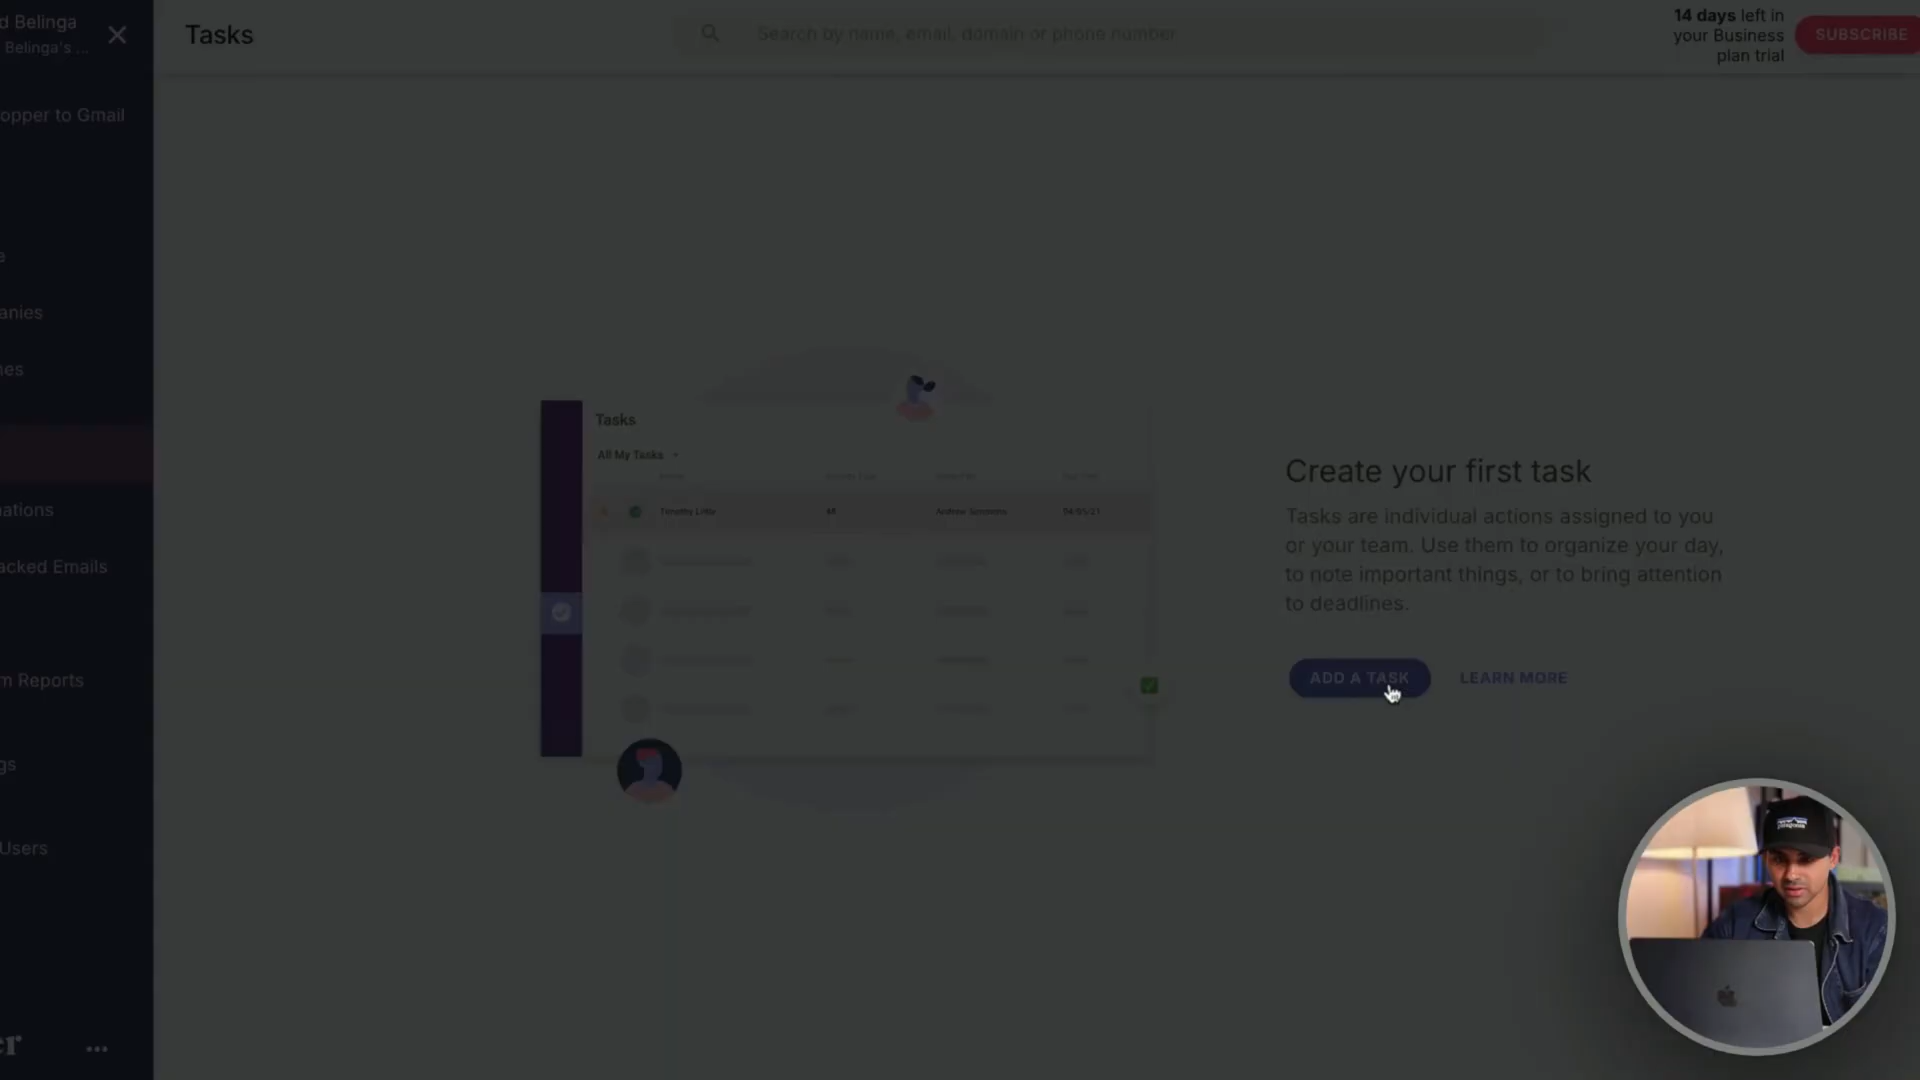 d Belinga
Belinga's ...
Tasks
Search by name, email, domain or phone number
14 days left in
your Business
plan trial
SUBSCRIBE
opper to Gmail
e
anies
nes
ations
acked Emails
m Reports
gs
Users
er
...
Tasks
All My Tasks
Timothy Little
Andrew Simmons
04/05/21
Create your first task
Tasks are individual actions assigned to you
or your team. Use them to organize your day,
to note important things, or to bring attention
to deadlines.
ADD A TASK
LEARN MORE
patagonia